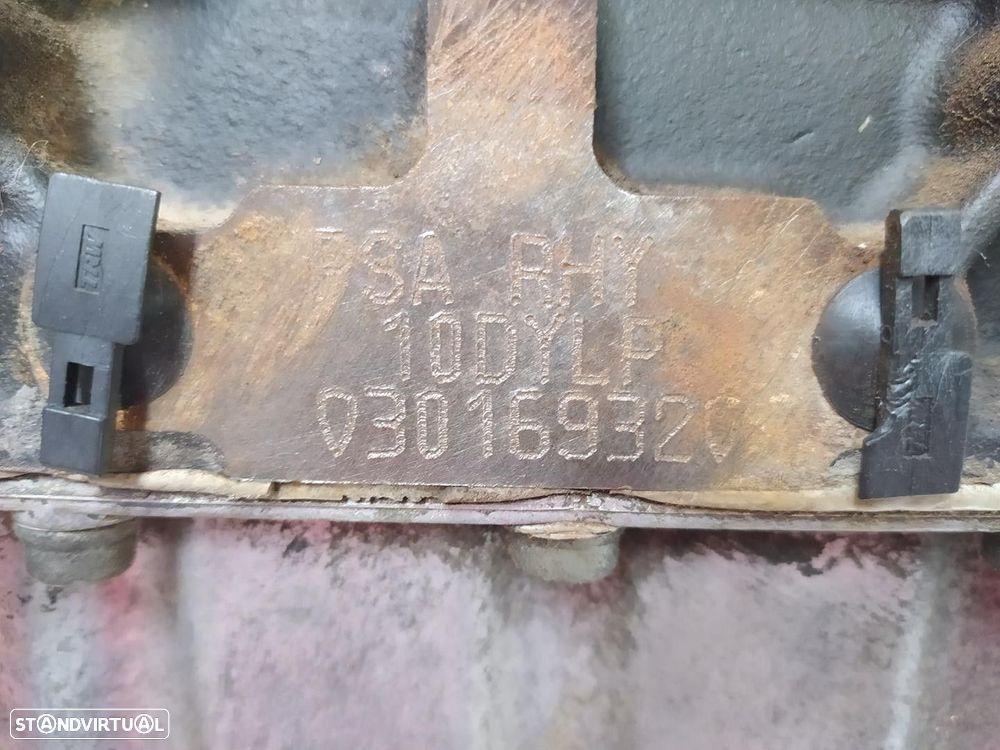 PSA RHY
10DYLP
03016932
STANDVIRTUAL